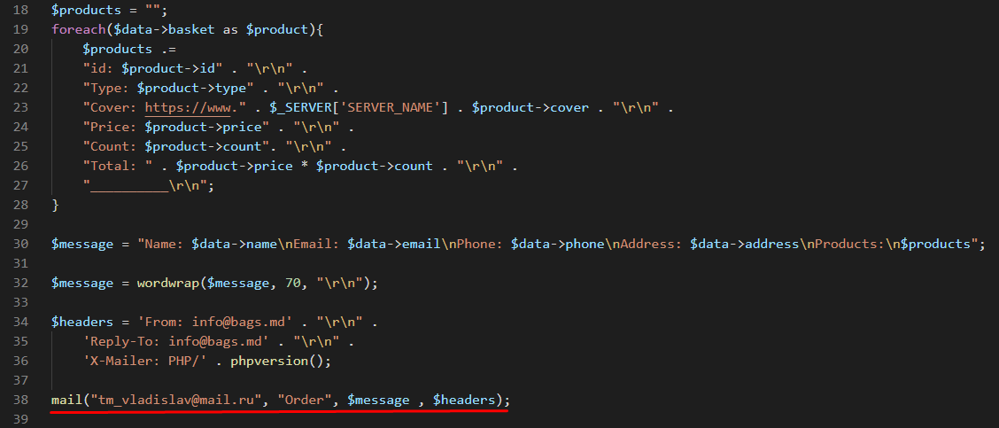 18 $products = "";
19 foreach($data->basket as $product){
20 $products .=
21 "id: $product->id" . "\r\n" .
22 "Type: $product->type" . "\r\n" .
23 "Cover: https://www." . $_SERVER['SERVER_NAME'] . $product->cover . "\r\n" .
24 "Price: $product->price" . "\r\n" .
25 "Count: $product->count". "\r\n" .
26 "Total: " . $product->price * $product->count . "\r\n" .
27 "__________\r\n";
28 }
29
30 $message = "Name: $data->name\nEmail: $data->email\nPhone: $data->phone\nAddress: $data->address\nProducts:\n$products";
31
32 $message = wordwrap($message, 70, "\r\n");
33
34 $headers = 'From: info@bags.md' . "\r\n" .
35 'Reply-To: info@bags.md' . "\r\n" .
36 'X-Mailer: PHP/' . phpversion();
37
38 mail("tm_vladislav@mail.ru", "Order", $message , $headers);
39